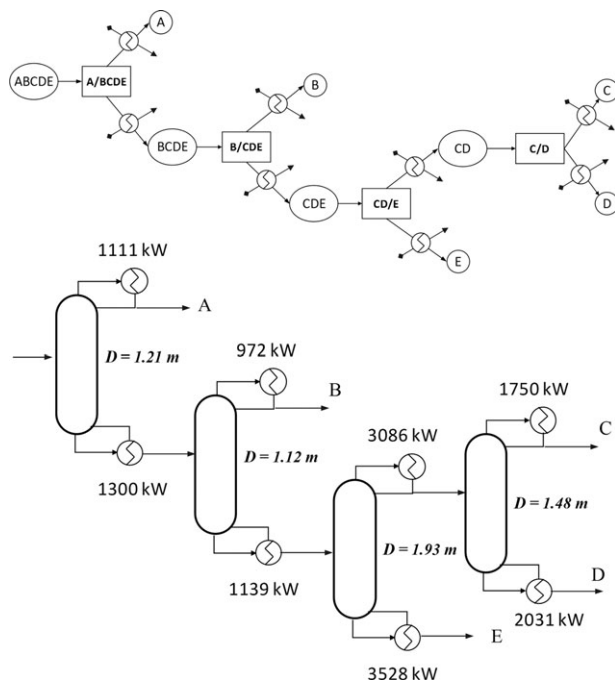 A
ABCDE
A/BCDE
B
BCDE
B/CDE
CD
C/D
C
CDE
CD/E
D
E
1111 kW
A
D = 1.21 m
972 kW
B
1300 kW
D = 1.12 m
3086 kW
1750 kW
C
1139 kW
D = 1.93 m
D = 1.48 m
D
2031 kW
E
3528 kW